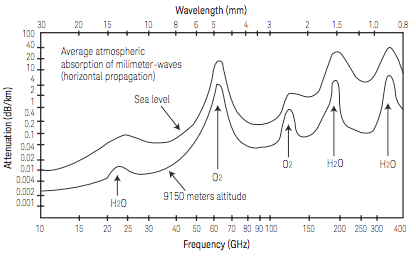 Wavelength (mm)
30 20 15 10 8 6 5 4 3 2 1.5 1.0 0.8
100
40
20
10
4
2
1
0.4
0.2
0.1
0.04
0.02
0.01
0.004
0.002
0.001
Attenuation (dB/km)
Average atmospheric
absorption of milimeter-waves
(horizontal propagation)
Sea level
9150 meters altitude
H2O
O2
O2
H2O
H2O
10 15 20 25 30 40 50 60 70 80 90 100 150 200 250 300 400
Frequency (GHz)